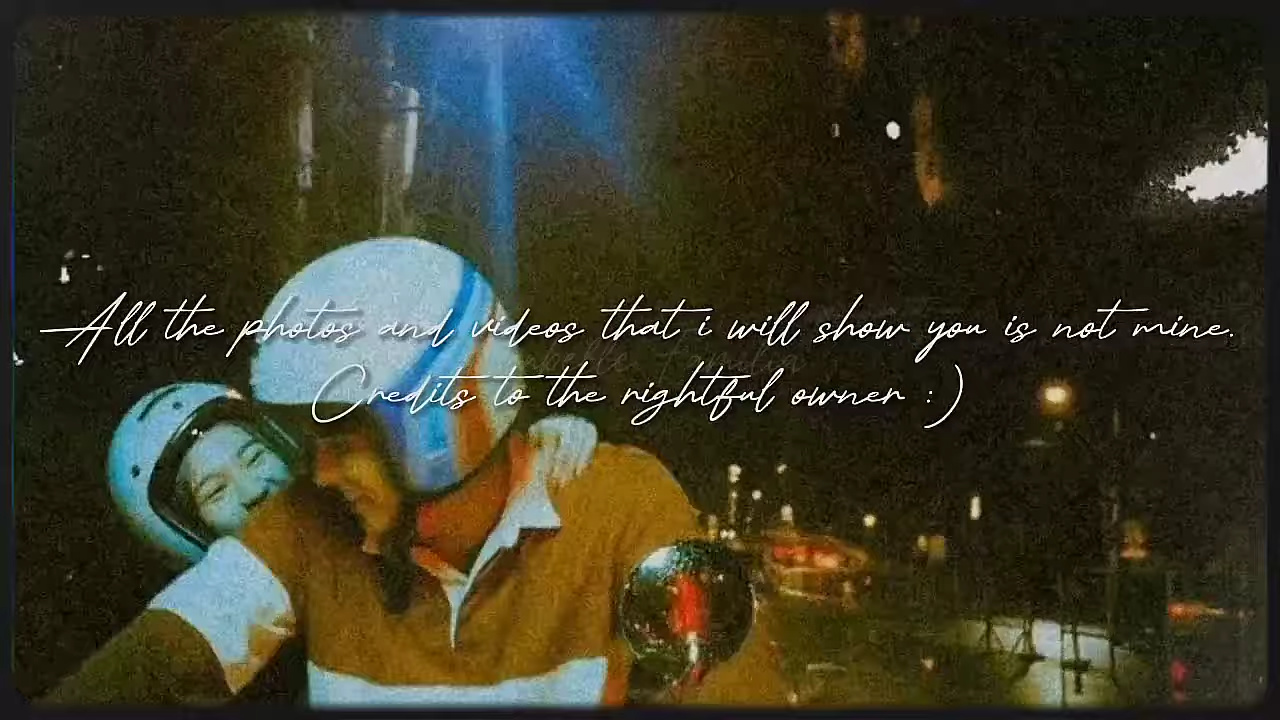 All the photos and videos that i will show you is not mine.
Credits to the rightful owner :)